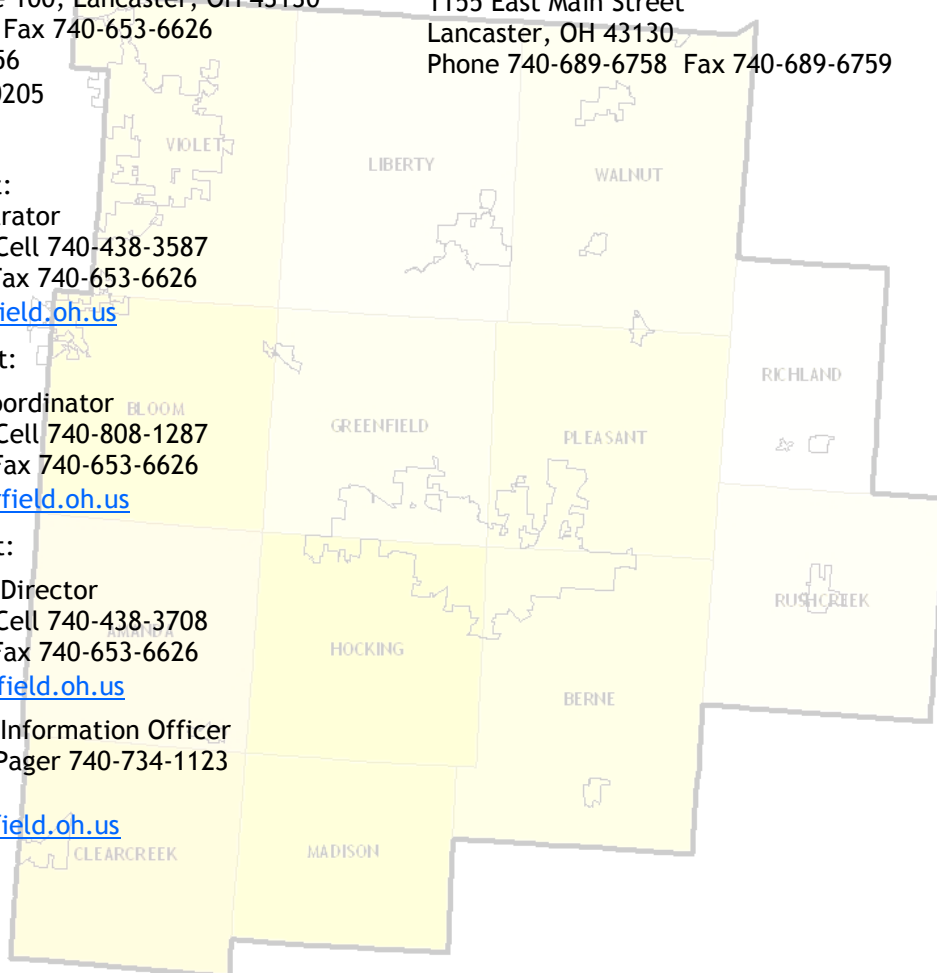 e 100, Lancaster, OH 43130
Fax 740-653-6626
56
0205
1155 East Main Street
Lancaster, OH 43130
Phone 740-689-6758 Fax 740-689-6759
VIOLET
LIBERTY
WALNUT
t:
rator
Cell 740-438-3587
Fax 740-653-6626
field.oh.us
RICHLAND
t:
oordinator
BLOOM
Cell 740-808-1287
GREENFIELD
PLEASANT
Fax 740-653-6626
rfield.oh.us
t:
Director
RUSHCREEK
Cell 740-438-3708
AMANDA
HOCKING
Fax 740-653-6626
field.oh.us
BERNE
Information Officer
Pager 740-734-1123
field.oh.us
CLEARCREEK
MADISON